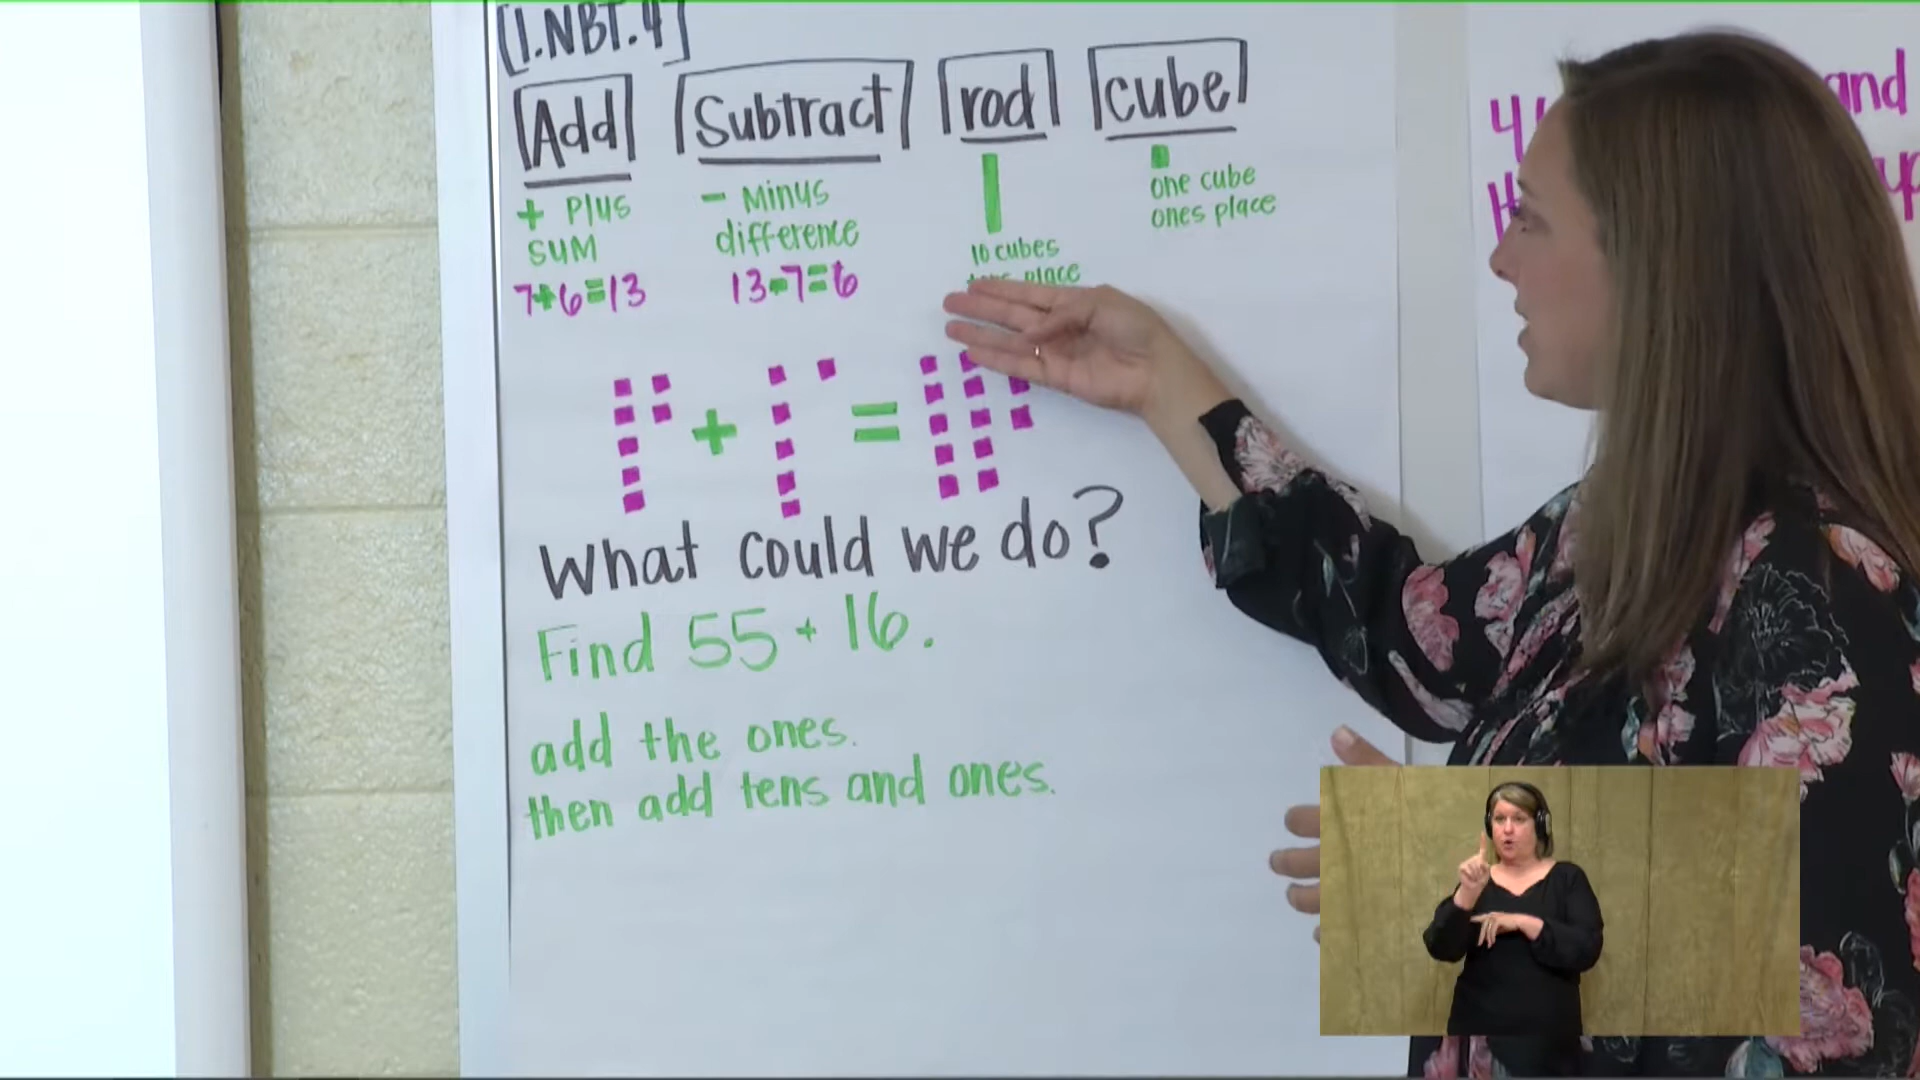 [1.NBT.4]
Add Subtract rod cube
+ Plus
sum
7+6=13
- Minus
difference
13-7=6
10 cubes
place
one cube
ones place
+ =
What could we do?
Find 55 + 16.
add the ones.
then add tens and ones.
and